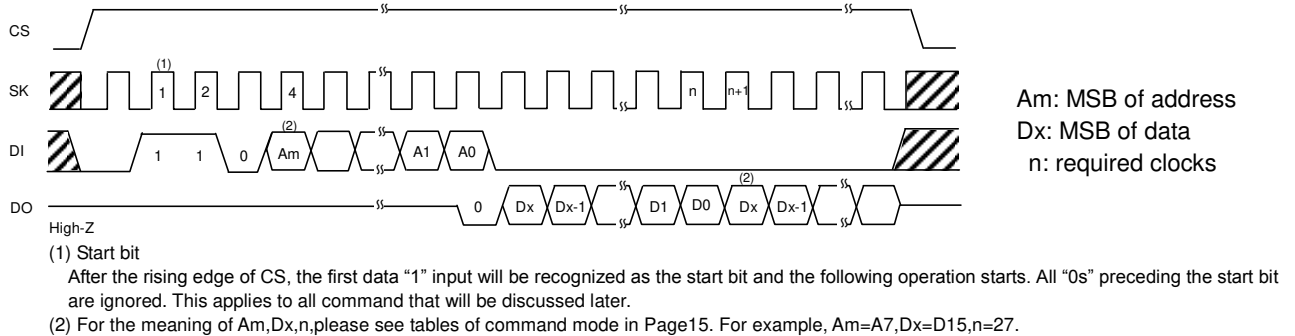 CS
(1)
SK 1 2 4 n n+1
(2)
DI 1 1 0 Am A1 A0
(2)
DO 0 Dx Dx-1 D1 D0 Dx Dx-1
High-Z
Am: MSB of address
Dx: MSB of data
n: required clocks
(1) Start bit
After the rising edge of CS, the first data “1” input will be recognized as the start bit and the following operation starts. All “0s” preceding the start bit
are ignored. This applies to all command that will be discussed later.
(2) For the meaning of Am,Dx,n,please see tables of command mode in Page15. For example, Am=A7,Dx=D15,n=27.